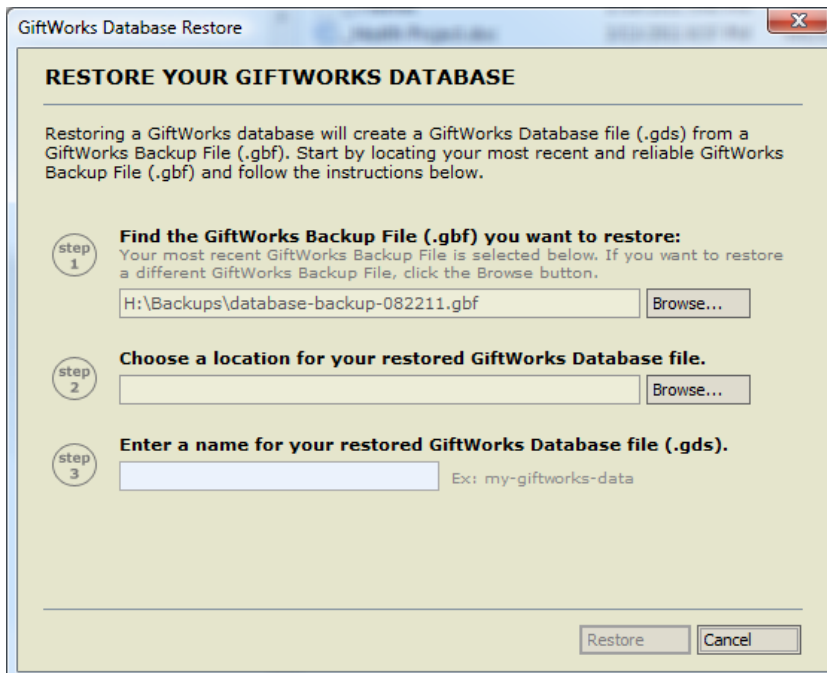 GiftWorks Database Restore
RESTORE YOUR GIFTWORKS DATABASE
Restoring a GiftWorks database will create a GiftWorks Database file (.gds) from a
GiftWorks Backup File (.gbf). Start by locating your most recent and reliable GiftWorks
Backup File (.gbf) and follow the instructions below.
step
1
Find the GiftWorks Backup File (.gbf) you want to restore:
Your most recent GiftWorks Backup File is selected below. If you want to restore
a different GiftWorks Backup File, click the Browse button.
H:\Backups\database-backup-082211.gbf
Browse...
step
2
Choose a location for your restored GiftWorks Database file.
Browse...
step
3
Enter a name for your restored GiftWorks Database file (.gds).
Ex: my-giftworks-data
Restore
Cancel